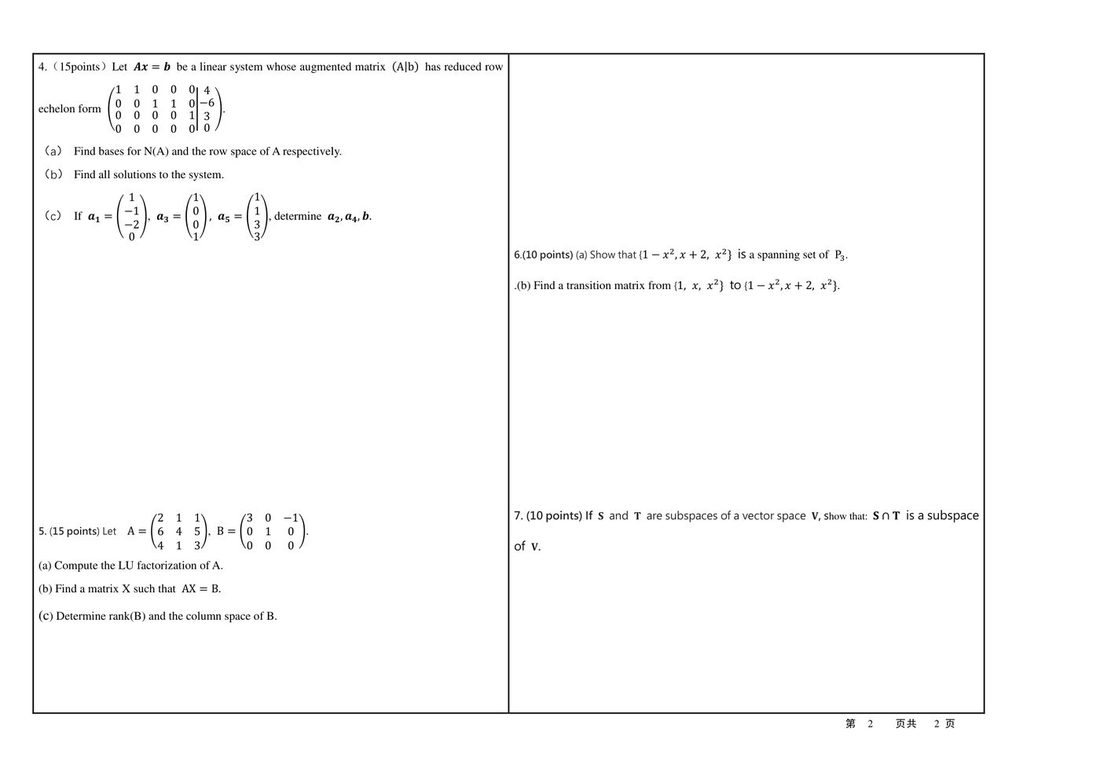 4.（15points）Let Ax = b be a linear system whose augmented matrix (A|b) has reduced row
echelon form
1 1 0 0 0 | 4
0 0 1 1 0 | −6
0 0 0 0 1 | 3
0 0 0 0 0 | 0
.
（a） Find bases for N(A) and the row space of A respectively.
（b） Find all solutions to the system.
（c） If a₁ = (1 −1 −2 0), a₃ = (1 0 0 1), a₅ = (1 1 3 3), determine a₂, a₄, b.
5. (15 points) Let A = (2 1 1
6 4 5
4 1 3), B = (3 0 −1
0 1 0
0 0 0).
(a) Compute the LU factorization of A.
(b) Find a matrix X such that AX = B.
(c) Determine rank(B) and the column space of B.
6.(10 points) (a) Show that {1 − x², x + 2, x²} is a spanning set of P₃.
.(b) Find a transition matrix from {1, x, x²} to {1 − x², x + 2, x²}.
7. (10 points) If S and T are subspaces of a vector space V, show that: S ∩ T is a subspace
of V.
第 2 页共 2 页